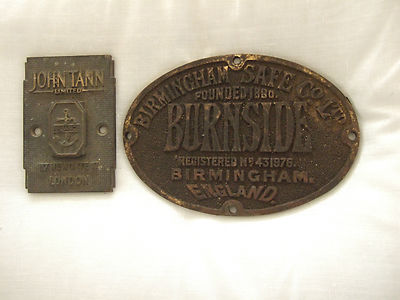 JOHN TANN
LIMITED
LONDON
BIRMINGHAM SAFE CO LTD
FOUNDED 1880.
BURNSIDE
REGISTERED NO 431976.
BIRMINGHAM.
ENGLAND.